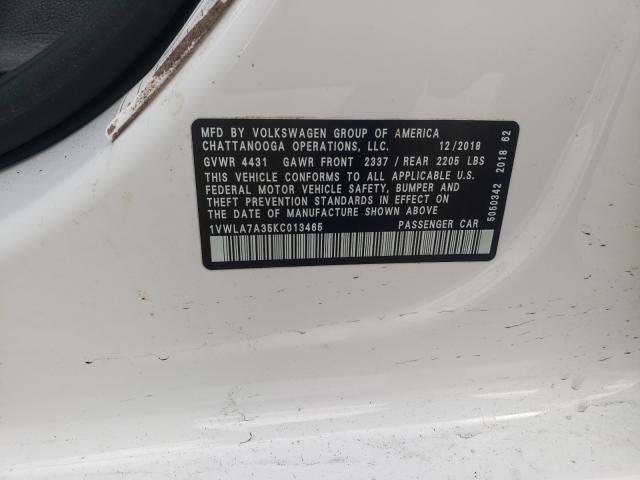 MFD BY VOLKSWAGEN GROUP OF AMERICA
CHATTANOOGA OPERATIONS, LLC. 12/2018
GVWR 4431 GAWR FRONT 2337 / REAR 2205 LBS
THIS VEHICLE CONFORMS TO ALL APPLICABLE U.S.
FEDERAL MOTOR VEHICLE SAFETY, BUMPER AND
THEFT PREVENTION STANDARDS IN EFFECT ON
THE DATE OF MANUFACTURE SHOWN ABOVE
1VWLA7A35KC013465 PASSENGER CAR
5050342 2018 62